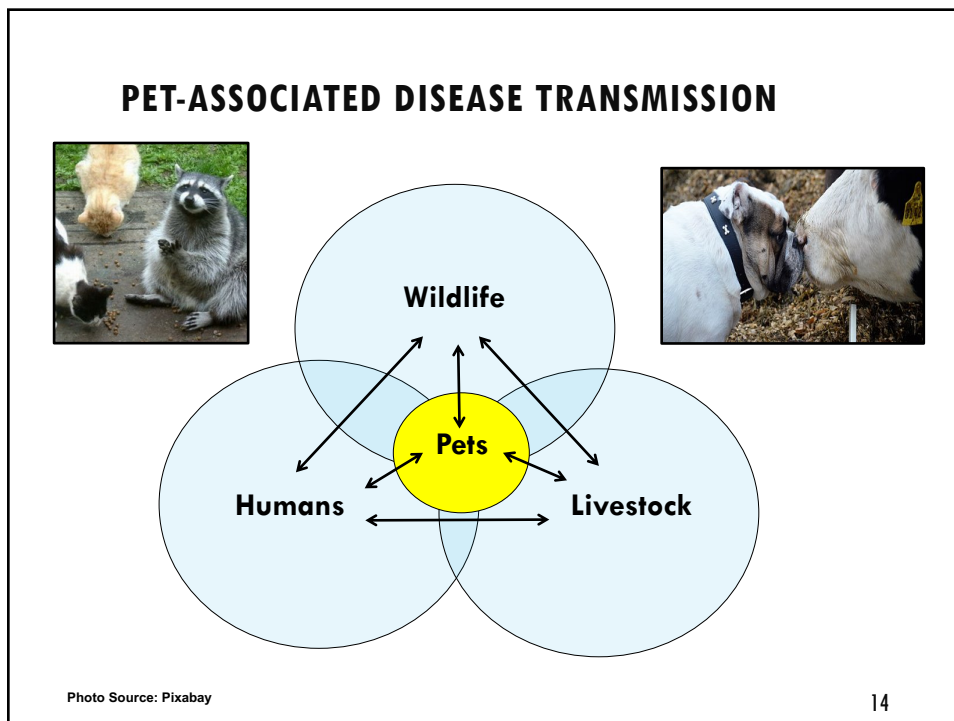 PET-ASSOCIATED DISEASE TRANSMISSION
Wildlife
Pets
Humans
Livestock
Photo Source: Pixabay
14